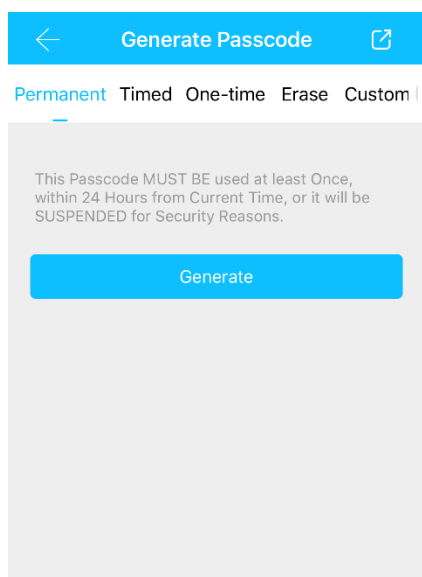 Generate Passcode
Permanent Timed One-time Erase Custom
This Passcode MUST BE used at least Once,
within 24 Hours from Current Time, or it will be
SUSPENDED for Security Reasons.
Generate